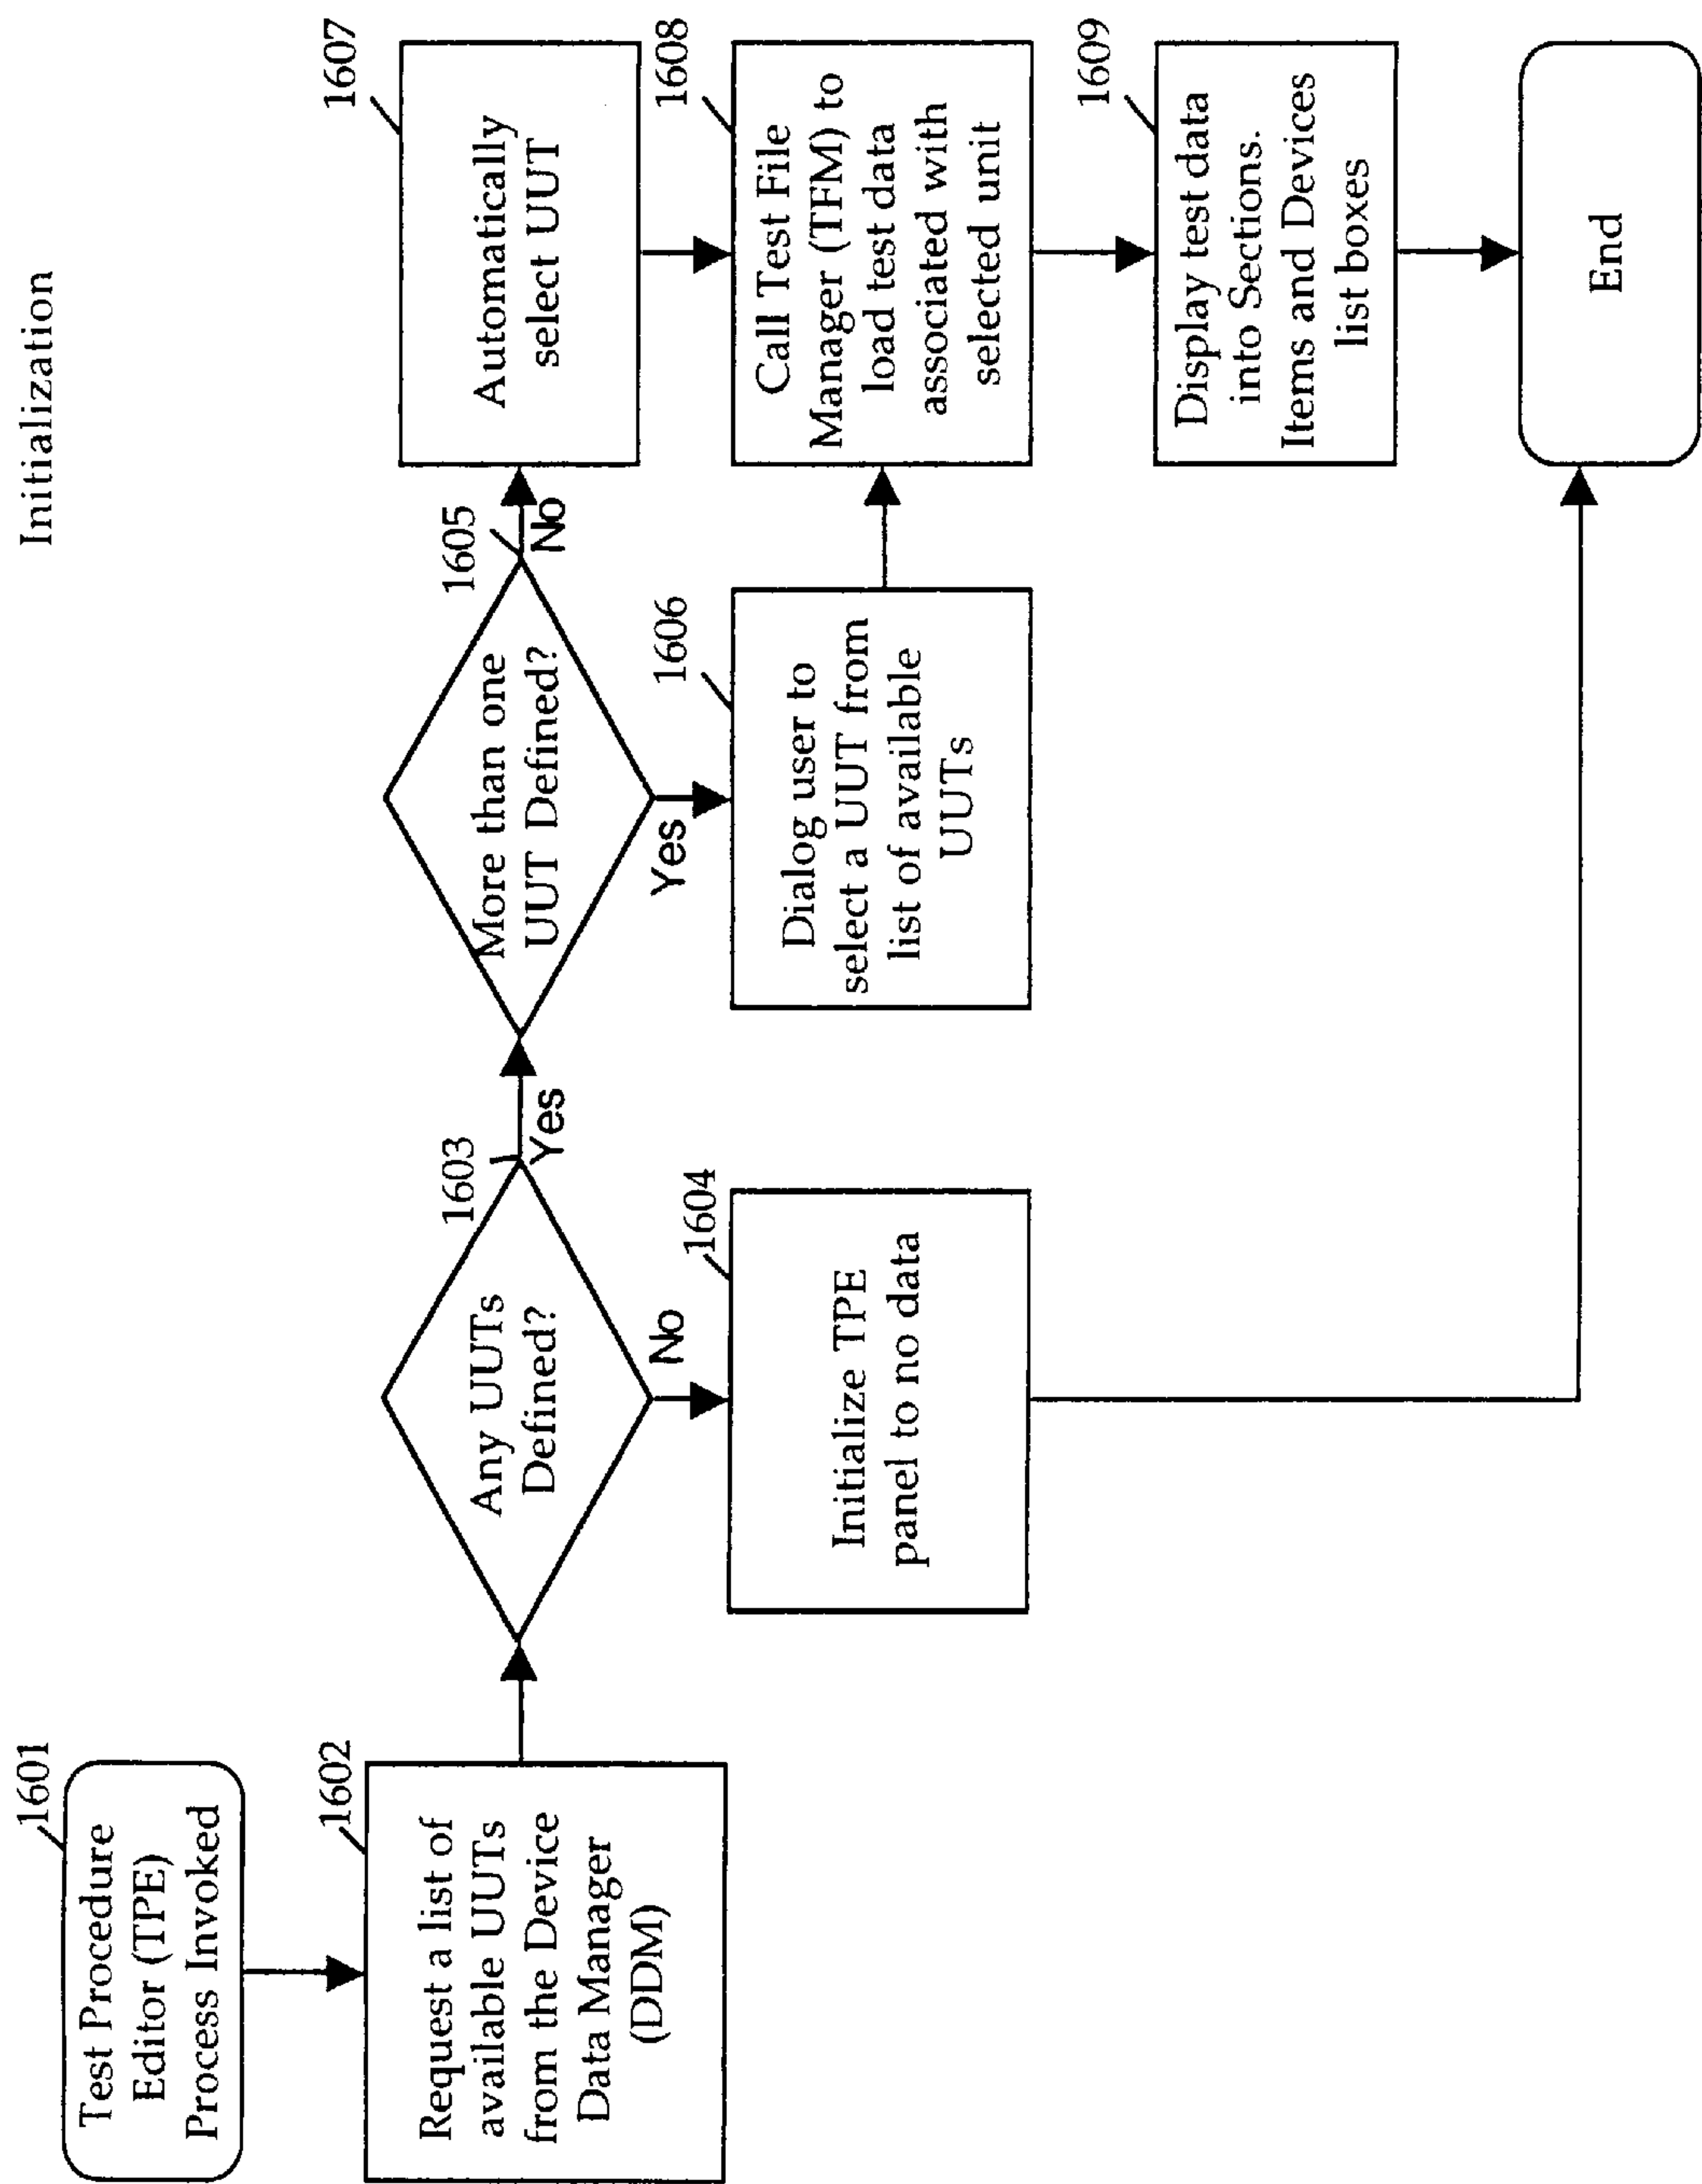 Initialization
1601
Test Procedure
Editor (TPE)
Process Invoked
1602
Request a list of
available UUTs
from the Device
Data Manager
(DDM)
1603
Any UUTs
Defined?
Yes
No
1604
Initialize TPE
panel to no data
1605
More than one
UUT Defined?
No
Yes
1606
Dialog user to
select a UUT from
list of available
UUTs
1607
Automatically
select UUT
1608
Call Test File
Manager (TFM) to
load test data
associated with
selected unit
1609
Display test data
into Sections.
Items and Devices
list boxes
End